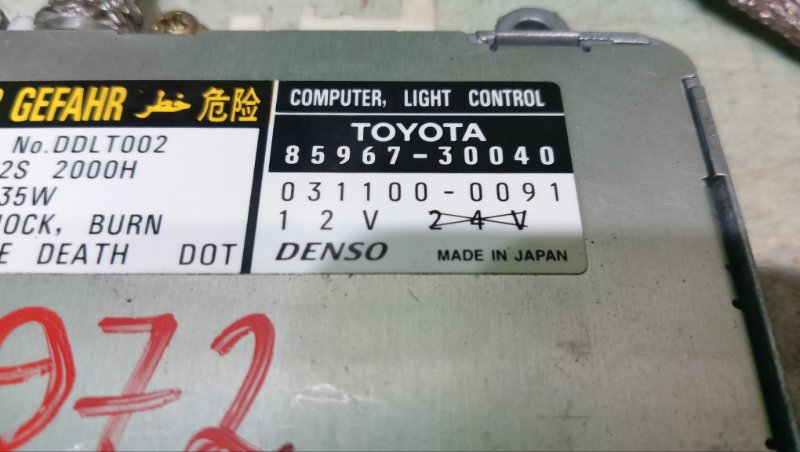 GEFAHR خطر 危险
No.DDLT002
2S 2000H
35W
HOCK, BURN
E DEATH DOT
COMPUTER, LIGHT CONTROL
TOYOTA
85967-30040
031100-0091
12V 24V
DENSO MADE IN JAPAN
972